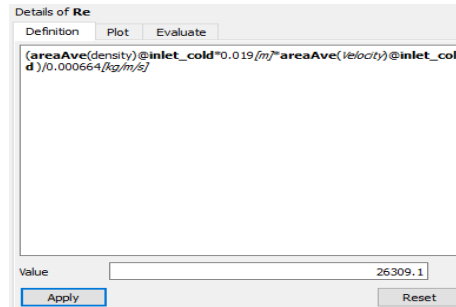 Details of Re
Definition Plot Evaluate
(areaAve(density)@inlet_cold*0.019[m]*areaAve(Velocity)@inlet_col
d )/0.000664[kg/m/s]
Value 26309.1
Apply Reset